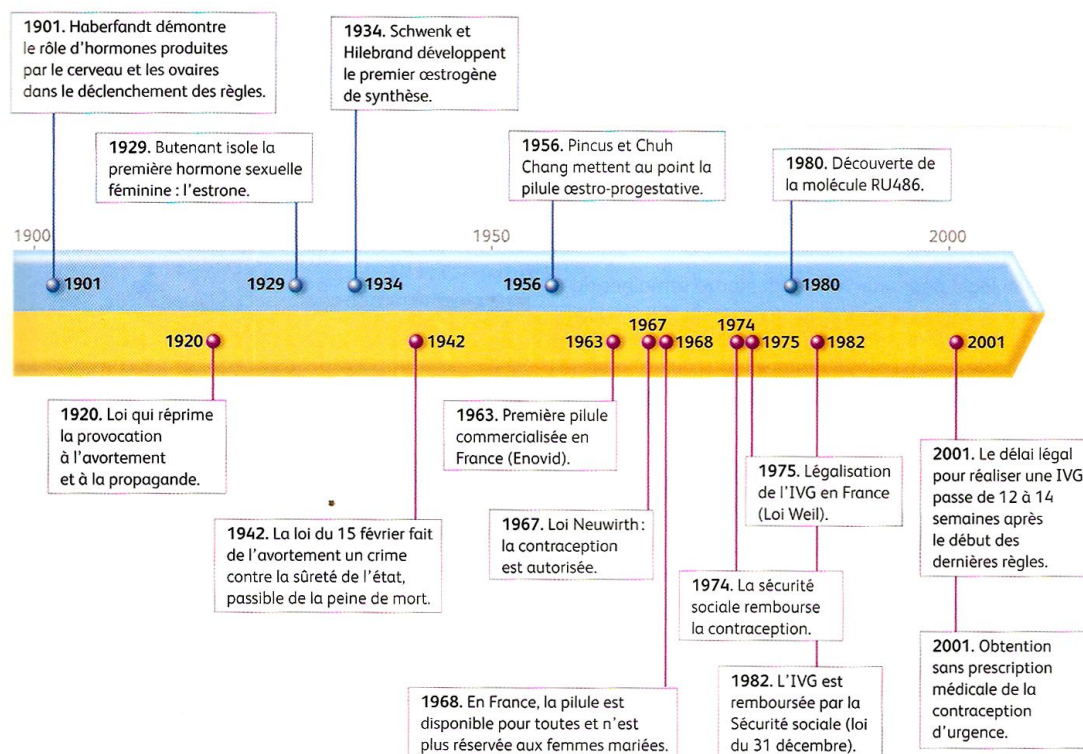 1901. Haberfandt démontre
le rôle d'hormones produites
par le cerveau et les ovaires
dans le déclenchement des règles.
1934. Schwenk et
Hilebrand développent
le premier œstrogène
de synthèse.
1929. Butenant isole la
première hormone sexuelle
féminine : l'estrone.
1956. Pincus et Chuh
Chang mettent au point la
pilule œstro-progestative.
1980. Découverte de
la molécule RU486.
1900 1950 2000
1901 1929 1934 1956 1980
1920 1942 1963 1967 1968 1974 1975 1982 2001
1920. Loi qui réprime
la provocation
à l'avortement
et à la propagande.
1942. La loi du 15 février fait
de l'avortement un crime
contre la sûreté de l'état,
passible de la peine de mort.
1963. Première pilule
commercialisée en
France (Enovid).
1967. Loi Neuwirth :
la contraception
est autorisée.
1968. En France, la pilule est
disponible pour toutes et n'est
plus réservée aux femmes mariées.
1974. La sécurité
sociale rembourse
la contraception.
1975. Légalisation
de l'IVG en France
(Loi Weil).
1982. L'IVG est
remboursée par la
Sécurité sociale (loi
du 31 décembre).
2001. Le délai légal
pour réaliser une IVG
passe de 12 à 14
semaines après
le début des
dernières règles.
2001. Obtention
sans prescription
médicale de la
contraception
d'urgence.